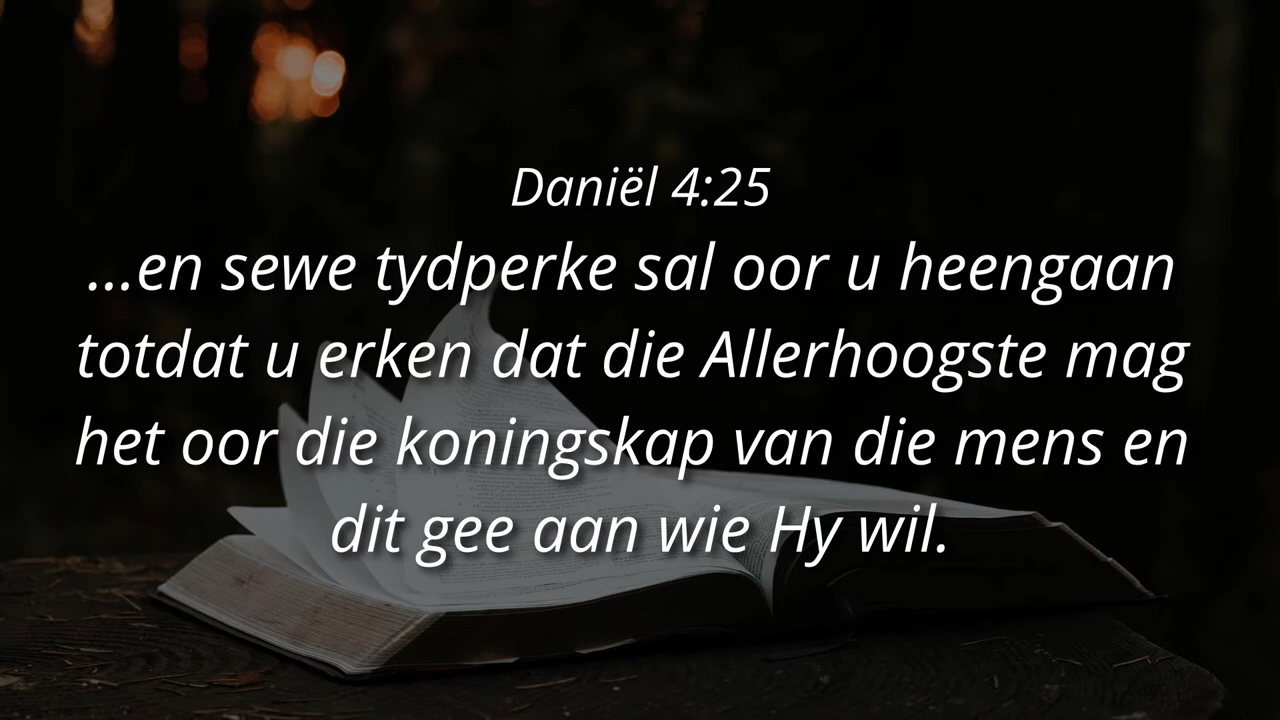 Daniël 4:25
...en sewe tydperke sal oor u heengaan
totdat u erken dat die Allerhoogste mag
het oor die koningskap van die mens en
dit gee aan wie Hy wil.